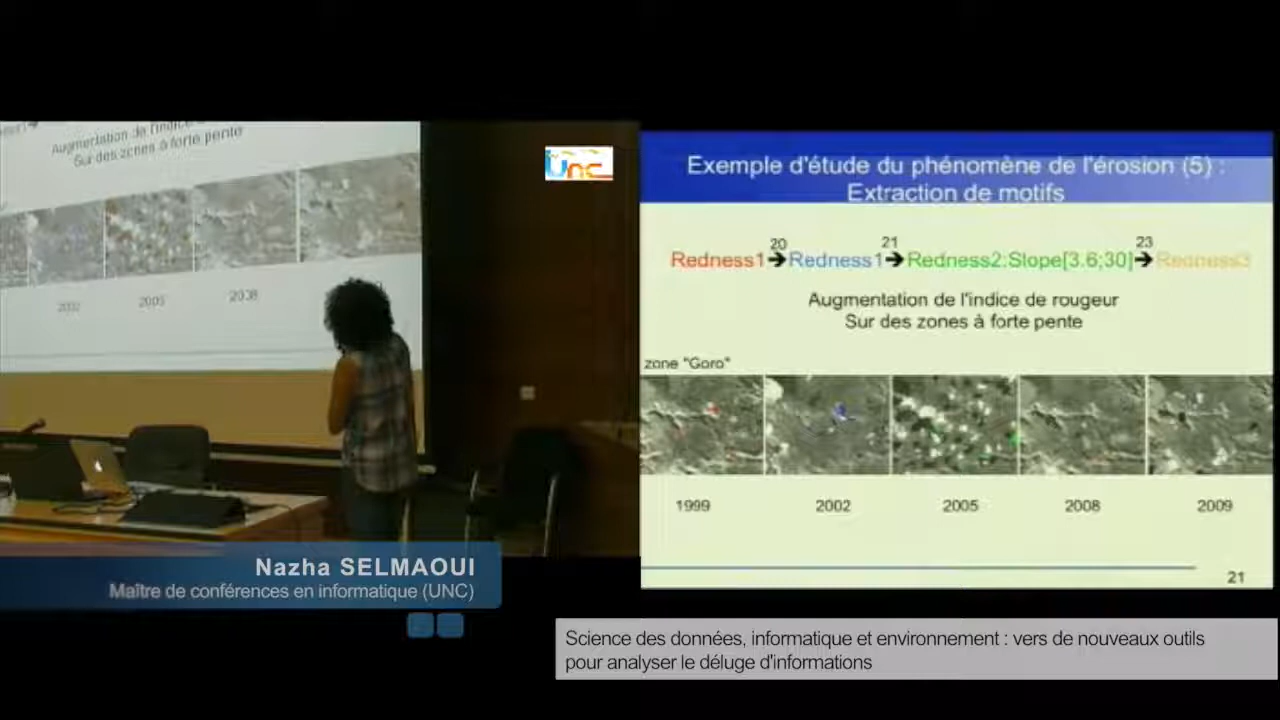 Augmentation de l'indice
Sur des zones à forte pente
2002
2005
2008
Unc
Nazha SELMAOUI
Maître de conférences en informatique (UNC)
Exemple d'étude du phénomène de l'érosion (5) :
Extraction de motifs
20 21 23
Redness1➔Redness1➔Redness2:Slope[3.6;30]➔Redness3
Augmentation de l'indice de rougeur
Sur des zones à forte pente
zone "Goro"
1999 2002 2005 2008 2009
21
Science des données, informatique et environnement : vers de nouveaux outils
pour analyser le déluge d'informations